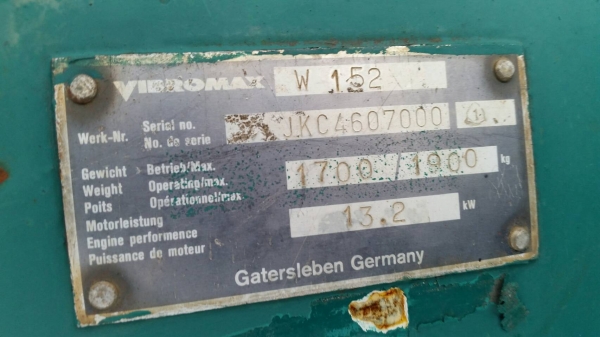 VIBROMAX W 152
Werk-Nr. Serial no. JKC4607000
No. de serie
Gewicht Betrieb/Max. 1700/1900 kg
Weight Operating/max.
Poits Opérationnel/max
Motorleistung 13.2 kW
Engine performance
Puissance de moteur
Gatersleben Germany